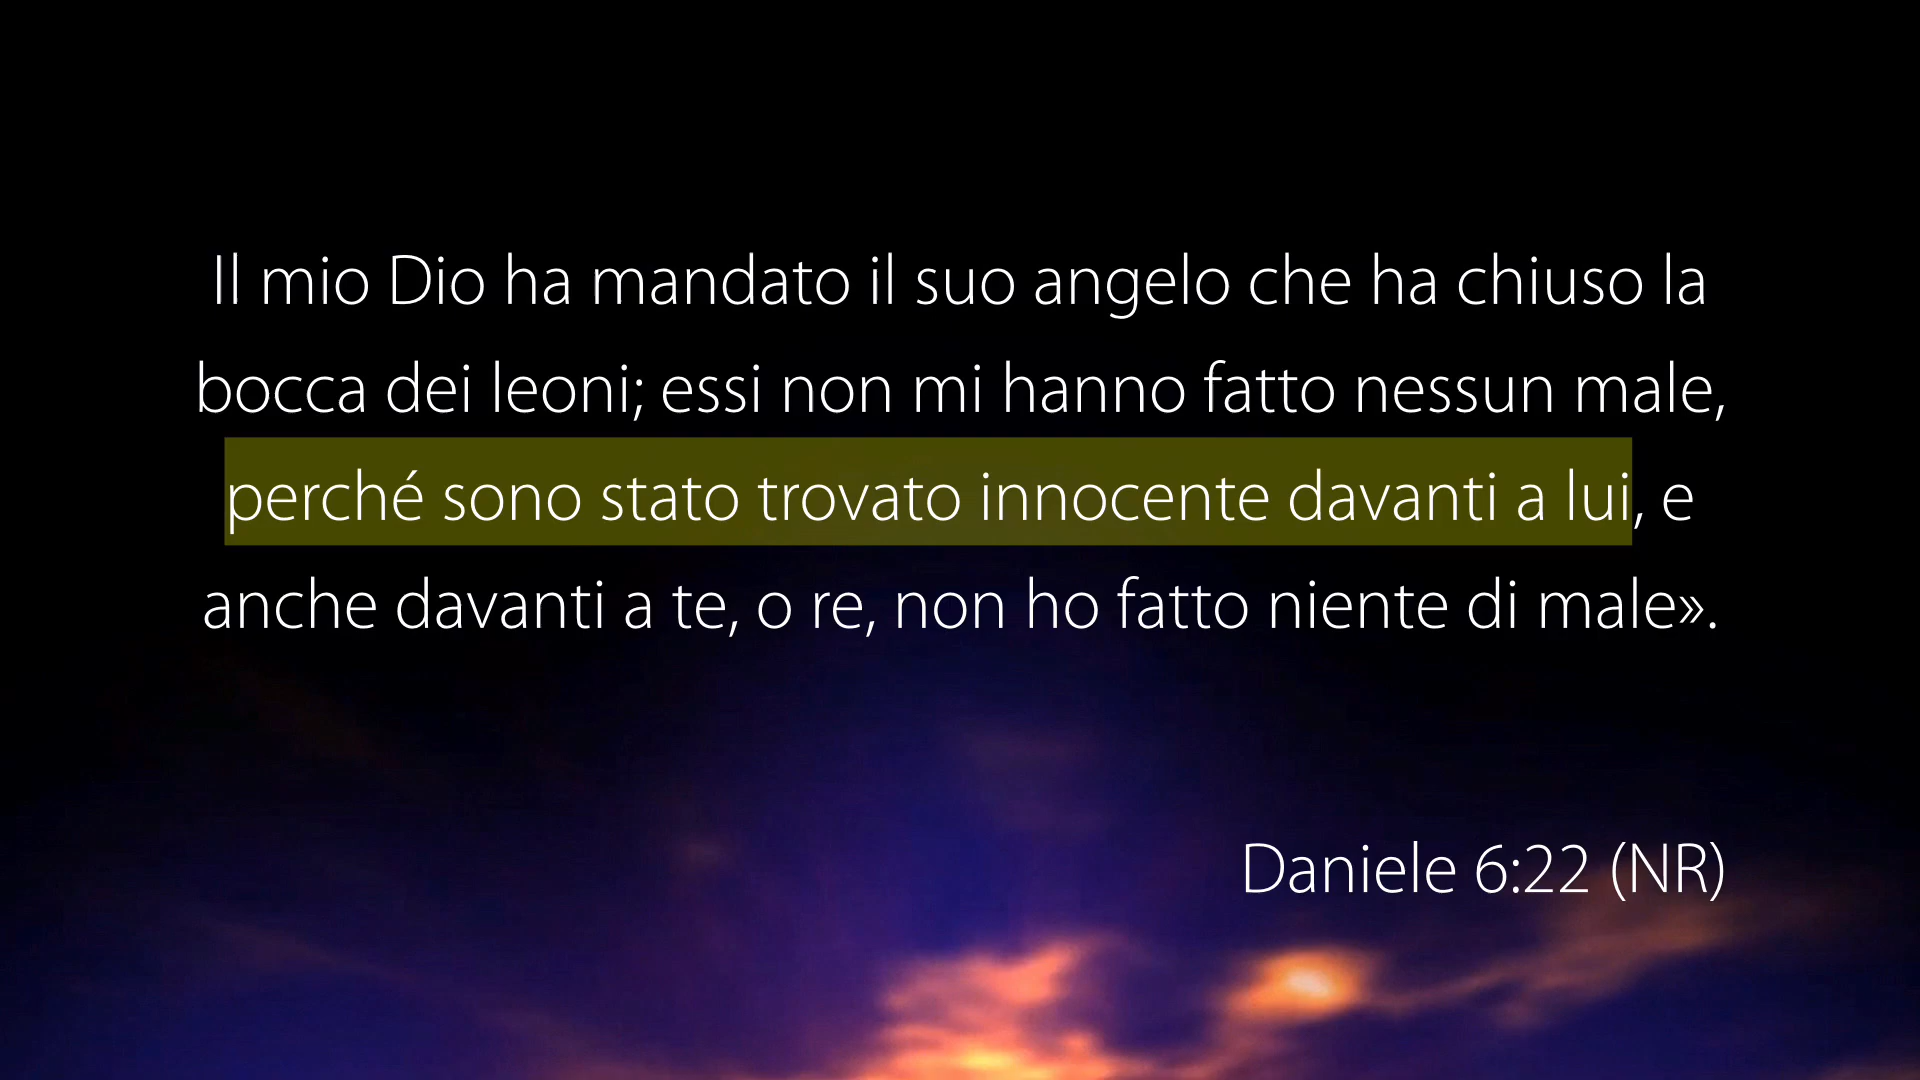 Il mio Dio ha mandato il suo angelo che ha chiuso la
bocca dei leoni; essi non mi hanno fatto nessun male,
perché sono stato trovato innocente davanti a lui, e
anche davanti a te, o re, non ho fatto niente di male».
Daniele 6:22 (NR)